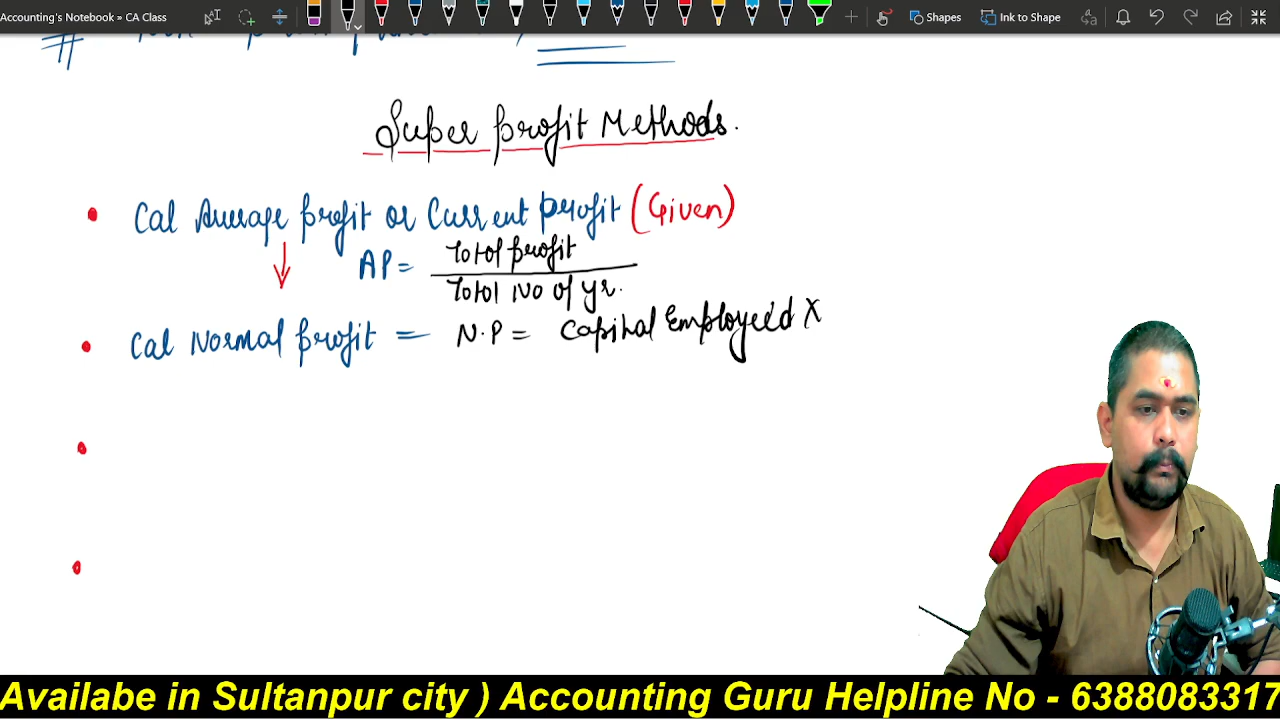 Accounting's Notebook » CA Class
Shapes
Ink to Shape
#
Super profit Methods.
• Cal Average profit or Current profit (Given)
AP = Total profit
Total No of yr.
• Cal Normal profit = N.P = Capital Employeed X
•
•
Availabe in Sultanpur city ) Accounting Guru Helpline No - 6388083317